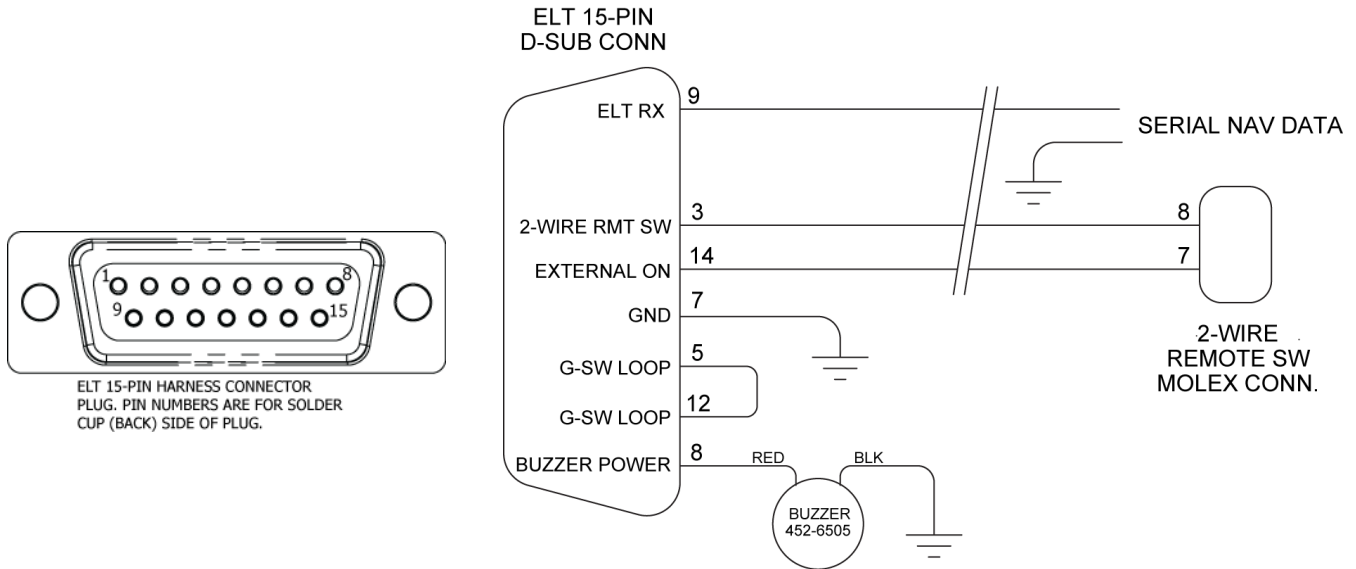 ELT 15-PIN
D-SUB CONN
ELT RX
9
SERIAL NAV DATA
2-WIRE RMT SW
3
8
EXTERNAL ON
14
7
GND
7
G-SW LOOP
5
G-SW LOOP
12
BUZZER POWER
8
RED
BLK
BUZZER
452-6505
2-WIRE
REMOTE SW
MOLEX CONN.
1
8
9
15
ELT 15-PIN HARNESS CONNECTOR
PLUG. PIN NUMBERS ARE FOR SOLDER
CUP (BACK) SIDE OF PLUG.